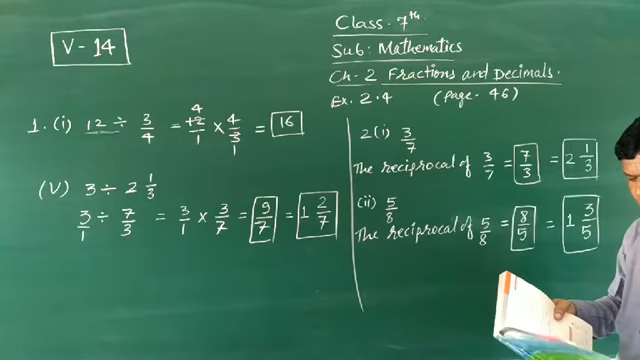 V-14
Class-7th
Sub: Mathematics
Ch-2 Fractions and Decimals.
Ex. 2.4 (Page-46)
1. (i) 12 ÷ 3/4 = 4 12/1 × 4/3 1 = 16
(V) 3 ÷ 2 1/3
3/1 ÷ 7/3 = 3/1 × 3/7 = 9/7 = 1 2/7
2 (i) 3/7
The reciprocal of 3/7 = 7/3 = 2 1/3
(ii) 5/8
The reciprocal of 5/8 = 8/5 = 1 3/5